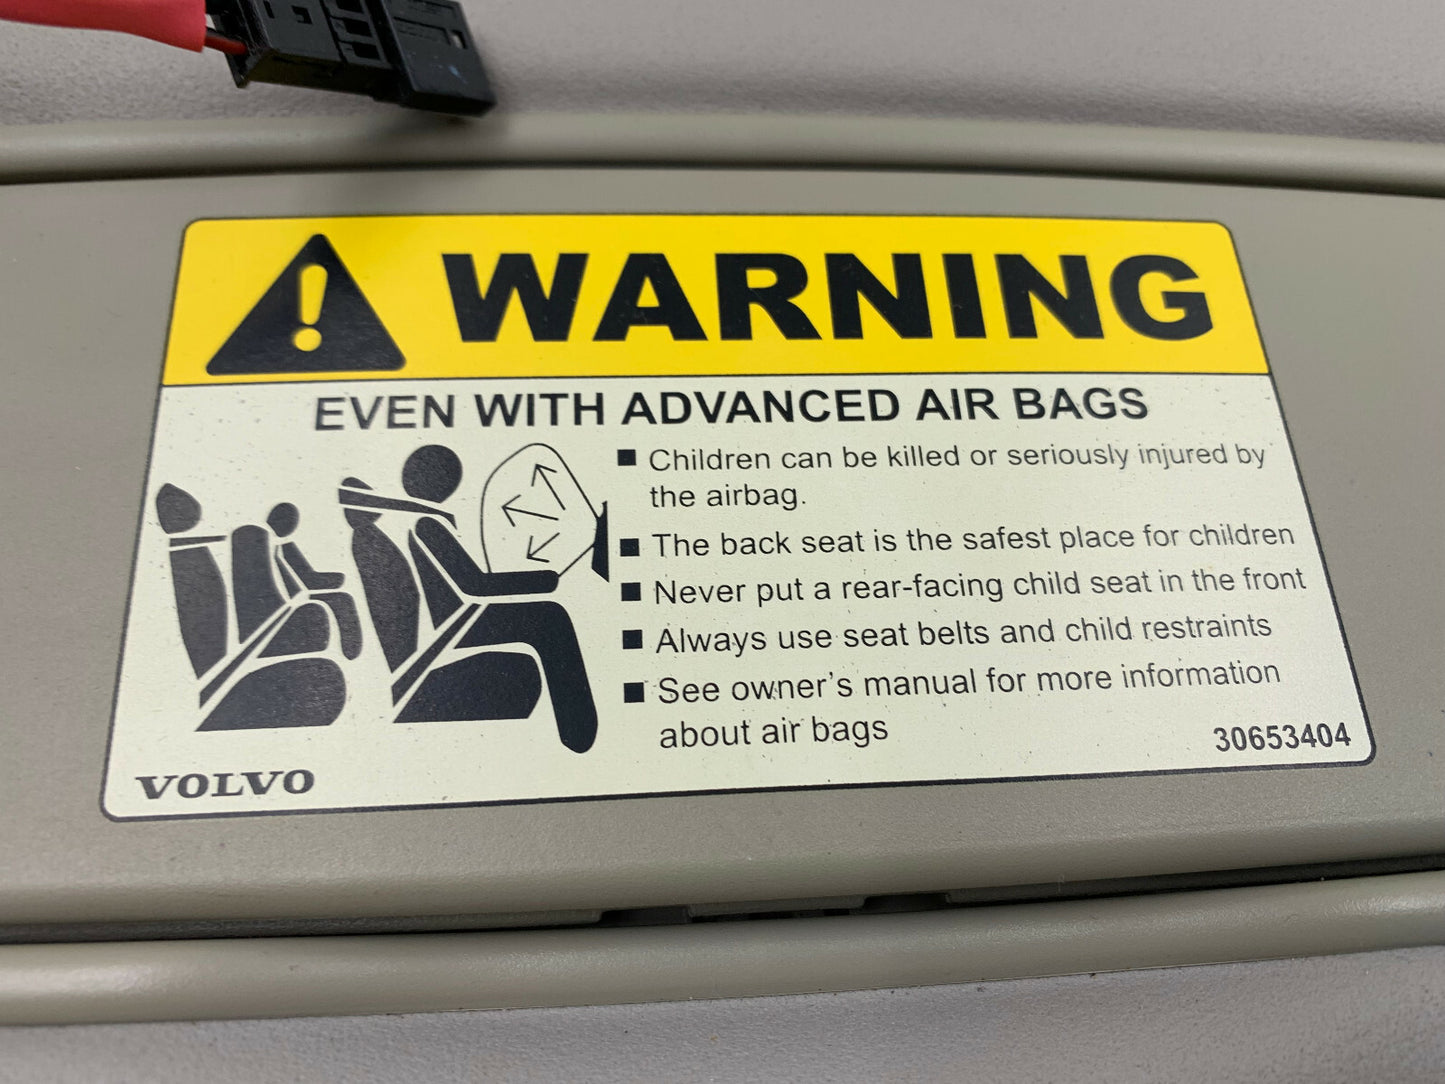 WARNING
EVEN WITH ADVANCED AIR BAGS
■ Children can be killed or seriously injured by
the airbag.
■ The back seat is the safest place for children
■ Never put a rear-facing child seat in the front
■ Always use seat belts and child restraints
■ See owner's manual for more information
about air bags
30653404
VOLVO